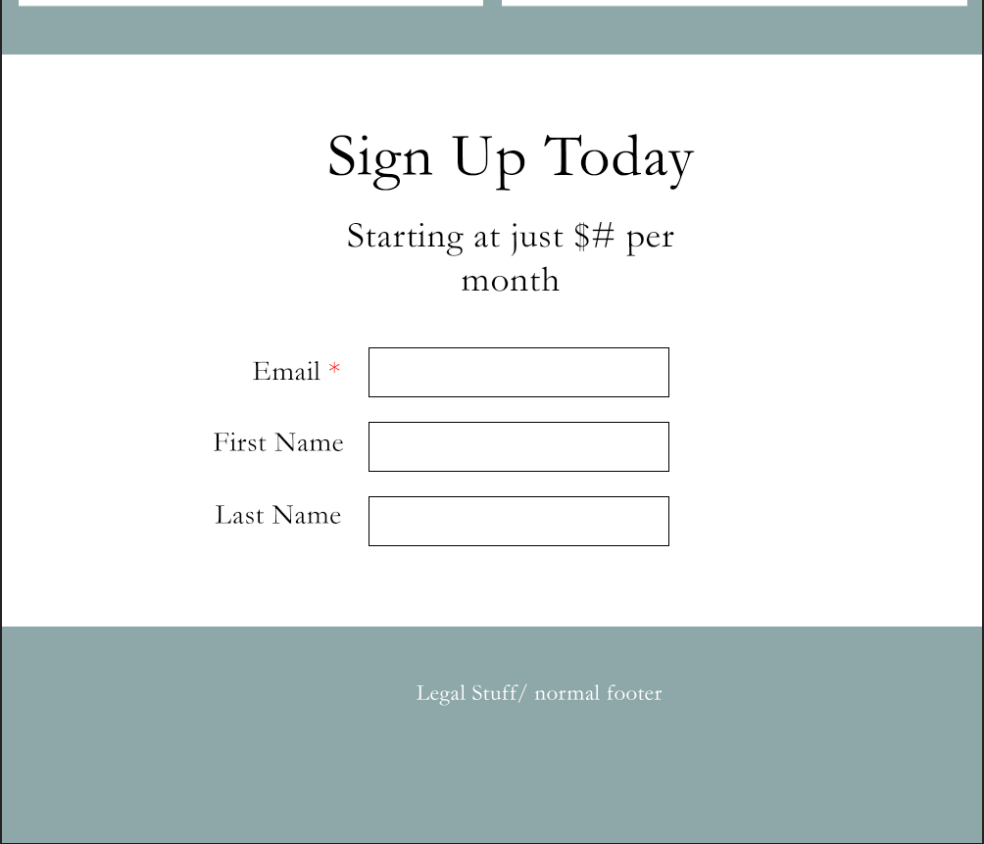 Sign Up Today
Starting at just $# per
month
Email *
First Name
Last Name
Legal Stuff/ normal footer